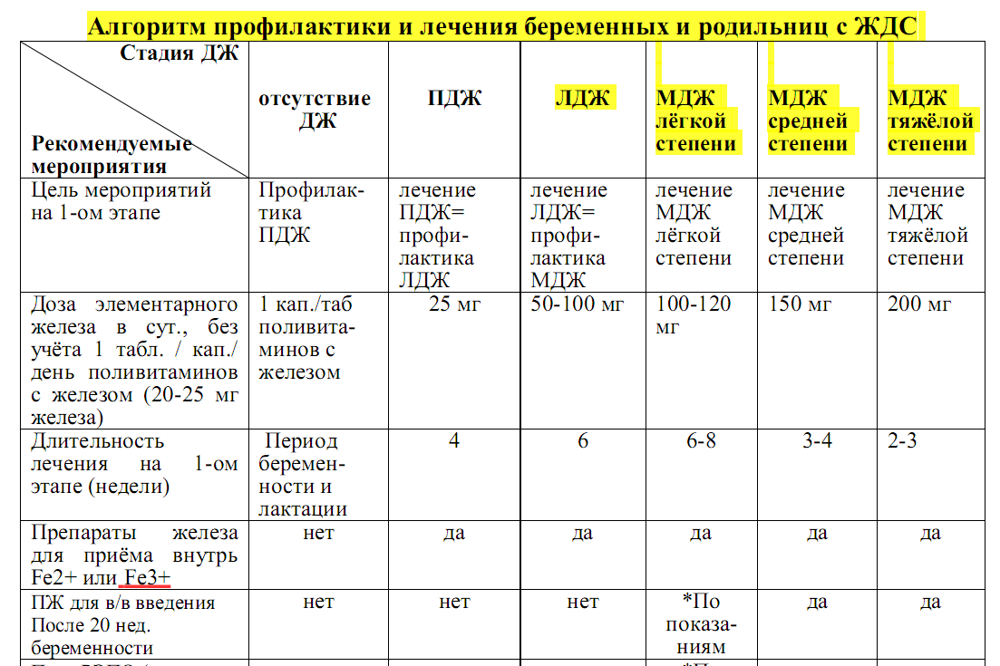 Алгоритм профилактики и лечения беременных и родильниц с ЖДС
Стадия ДЖ
Рекомендуемые
мероприятия
отсутствие
ДЖ
ПДЖ
ЛДЖ
МДЖ
лёгкой
степени
МДЖ
средней
степени
МДЖ
тяжёлой
степени
Цель мероприятий
на 1-ом этапе
Профилак-
тика
ПДЖ
лечение
ПДЖ=
профи-
лактика
ЛДЖ
лечение
ЛДЖ=
профи-
лактика
МДЖ
лечение
МДЖ
лёгкой
степени
лечение
МДЖ
средней
степени
лечение
МДЖ
тяжёлой
степени
Доза элементарного
железа в сут., без
учёта 1 табл. / кап./
день поливитаминов
с железом (20-25 мг
железа)
1 кап./таб
поливита-
минов с
железом
25 мг
50-100 мг
100-120
мг
150 мг
200 мг
Длительность
лечения на 1-ом
этапе (недели)
Период
беремен-
ности и
лактации
4
6
6-8
3-4
2-3
Препараты железа
для приёма внутрь
Fe2+ или Fe3+
нет
да
да
да
да
да
ПЖ для в/в введения
После 20 нед.
беременности
нет
нет
нет
*По
показа-
ниям
да
да